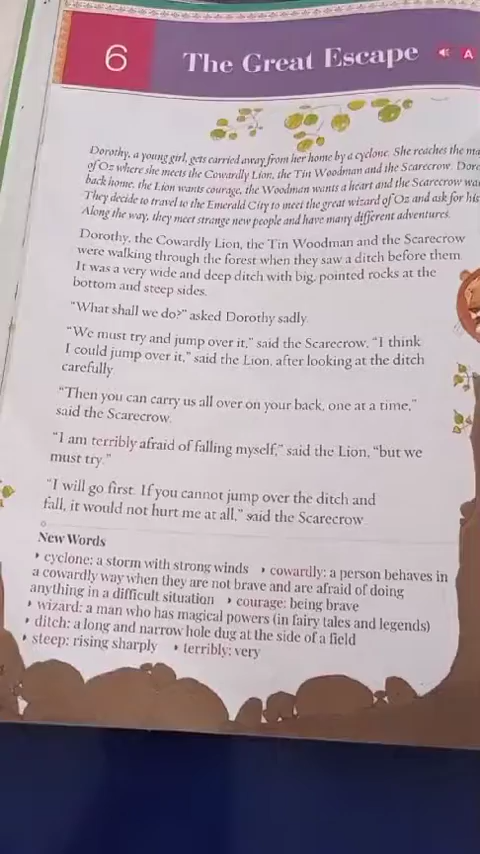 6
The Great Escape
A
Dorothy, a young girl, gets carried away from her home by a cyclone. She reaches the
of Oz where she meets the Cowardly Lion, the Tin Woodman and the Scarecrow.
back home, the Lion wants courage, the Woodman wants a heart and the Scarecrow
They decide to travel to the Emerald City to meet the great wizard of Oz and ask for his
Along the way, they meet strange new people and have many different adventures.
Dorothy, the Cowardly Lion, the Tin Woodman and the Scarecrow
were walking through the forest when they saw a ditch before them.
It was a very wide and deep ditch with big, pointed rocks at the
bottom and steep sides.
“What shall we do?” asked Dorothy sadly.
“We must try and jump over it,” said the Scarecrow. “I think
I could jump over it,” said the Lion, after looking at the ditch
carefully.
“Then you can carry us all over on your back, one at a time,”
said the Scarecrow.
“I am terribly afraid of falling myself,” said the Lion, “but we
must try.”
“I will go first. If you cannot jump over the ditch and
fall, it would not hurt me at all,” said the Scarecrow.
New Words
‣ cyclone: a storm with strong winds ‣ cowardly: a person behaves in
a cowardly way when they are not brave and are afraid of doing
anything in a difficult situation ‣ courage: being brave
‣ wizard: a man who has magical powers (in fairy tales and legends)
‣ ditch: a long and narrow hole dug at the side of a field
‣ steep: rising sharply ‣ terribly: very